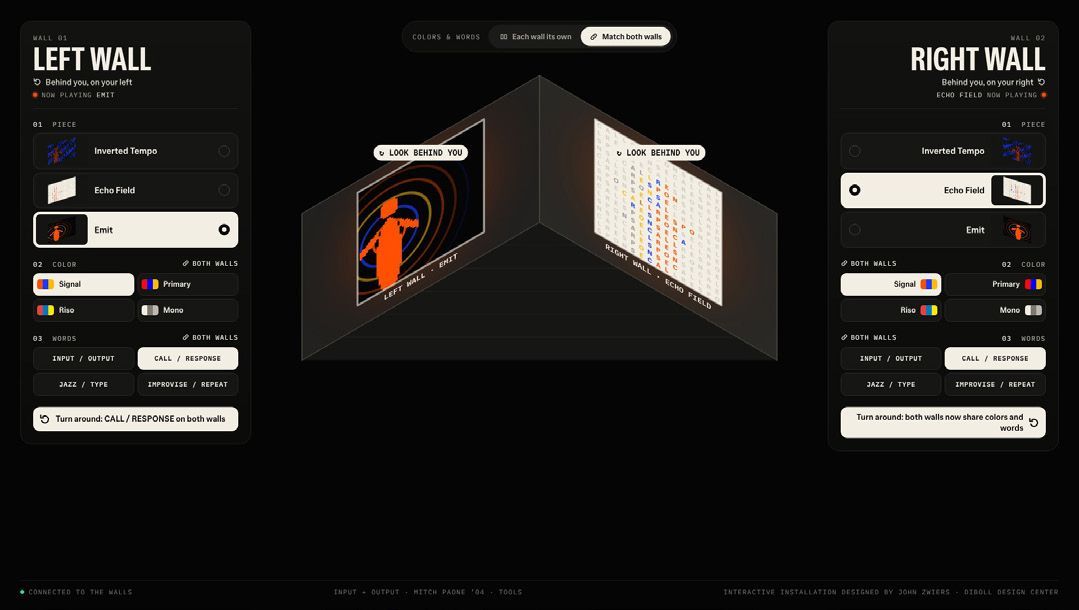 WALL 01
LEFT WALL
Behind you, on your left
NOW PLAYING EMIT
01 PIECE
Inverted Tempo
Echo Field
Emit
02 COLOR
BOTH WALLS
Signal
Primary
Riso
Mono
03 WORDS
BOTH WALLS
INPUT / OUTPUT
CALL / RESPONSE
JAZZ / TYPE
IMPROVISE / REPEAT
Turn around: CALL / RESPONSE on both walls
COLORS & WORDS
Each wall its own
Match both walls
LOOK BEHIND YOU
LOOK BEHIND YOU
LEFT WALL · EMIT
RIGHT WALL · ECHO FIELD
WALL 02
RIGHT WALL
Behind you, on your right
ECHO FIELD NOW PLAYING
01 PIECE
Inverted Tempo
Echo Field
Emit
BOTH WALLS
02 COLOR
Signal
Primary
Riso
Mono
BOTH WALLS
03 WORDS
INPUT / OUTPUT
CALL / RESPONSE
JAZZ / TYPE
IMPROVISE / REPEAT
Turn around: both walls now share colors and
words
CONNECTED TO THE WALLS
INPUT + OUTPUT · MITCH PAONE '04 · TOOLS
INTERACTIVE INSTALLATION DESIGNED BY JOHN ZWIERS · DIBOLL DESIGN CENTER